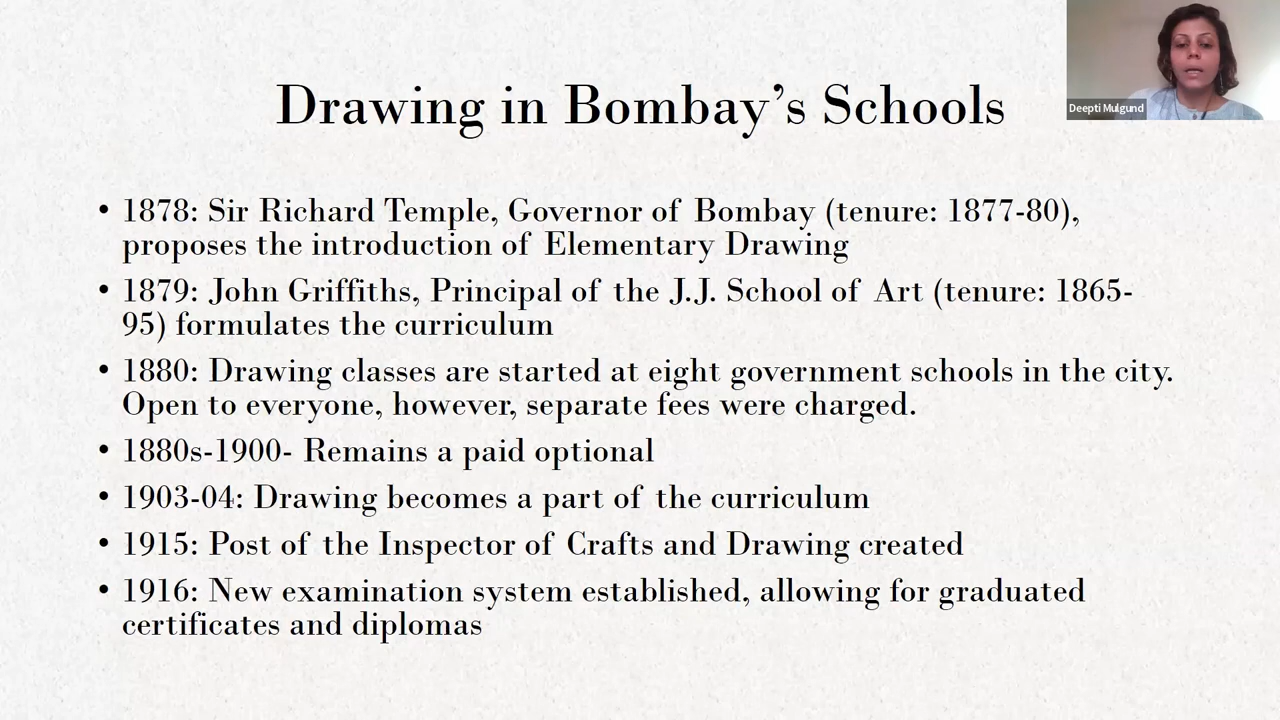 Drawing in Bombay's Schools
Deepti Mulgund
• 1878: Sir Richard Temple, Governor of Bombay (tenure: 1877-80),
proposes the introduction of Elementary Drawing
• 1879: John Griffiths, Principal of the J.J. School of Art (tenure: 1865-
95) formulates the curriculum
• 1880: Drawing classes are started at eight government schools in the city.
Open to everyone, however, separate fees were charged.
• 1880s-1900- Remains a paid optional
• 1903-04: Drawing becomes a part of the curriculum
• 1915: Post of the Inspector of Crafts and Drawing created
• 1916: New examination system established, allowing for graduated
certificates and diplomas